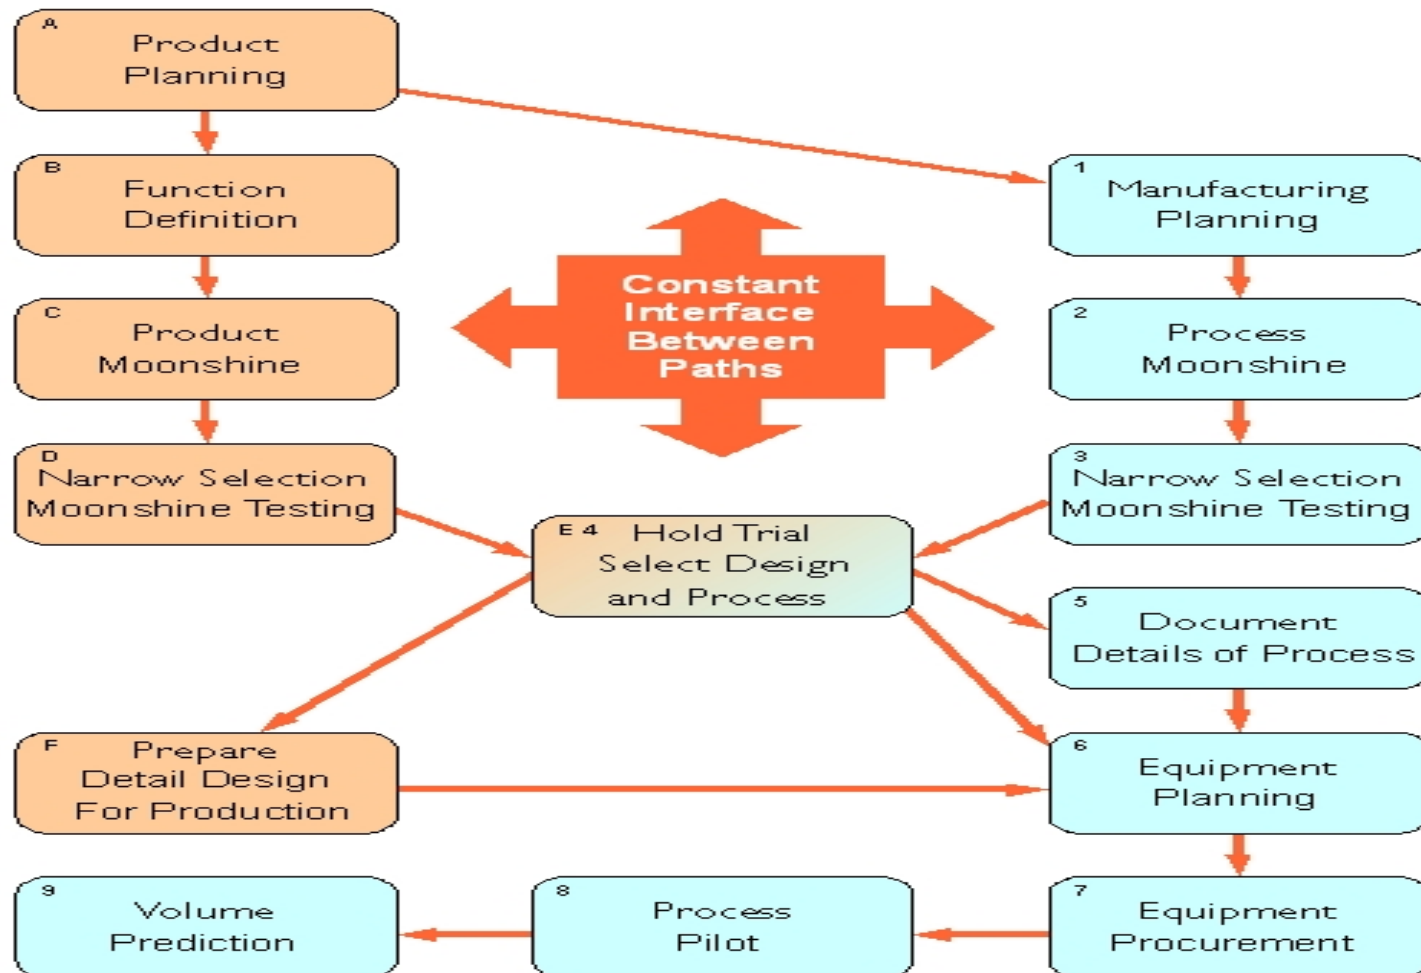 A
Product
Planning
B
Function
Definition
1
Manufacturing
Planning
Constant
Interface
Between
Paths
C
Product
Moonshine
2
Process
Moonshine
D
Narrow Selection
Moonshine Testing
3
Narrow Selection
Moonshine Testing
E 4
Hold Trial
Select Design
and Process
5
Document
Details of Process
F
Prepare
Detail Design
For Production
6
Equipment
Planning
9
Volume
Prediction
8
Process
Pilot
7
Equipment
Procurement